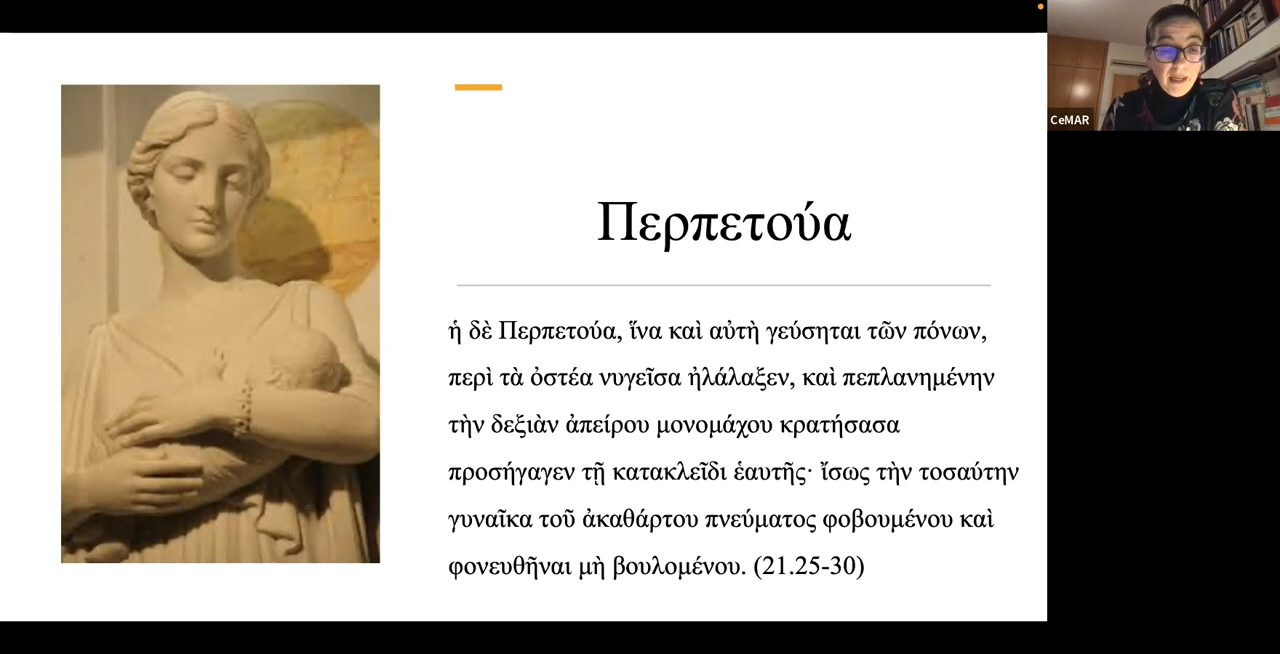 CeMAR
Περπετούα
ἡ δὲ Περπετούα, ἵνα καὶ αὐτὴ γεύσηται τῶν πόνων,
περὶ τὰ ὀστέα νυγεῖσα ἠλάλαξεν, καὶ πεπλανημένην
τὴν δεξιὰν ἀπείρου μονομάχου κρατήσασα
προσήγαγεν τῇ κατακλεῖδι ἑαυτῆς· ἴσως τὴν τοσαύτην
γυναῖκα τοῦ ἀκαθάρτου πνεύματος φοβουμένου καὶ
φονευθῆναι μὴ βουλομένου. (21.25-30)